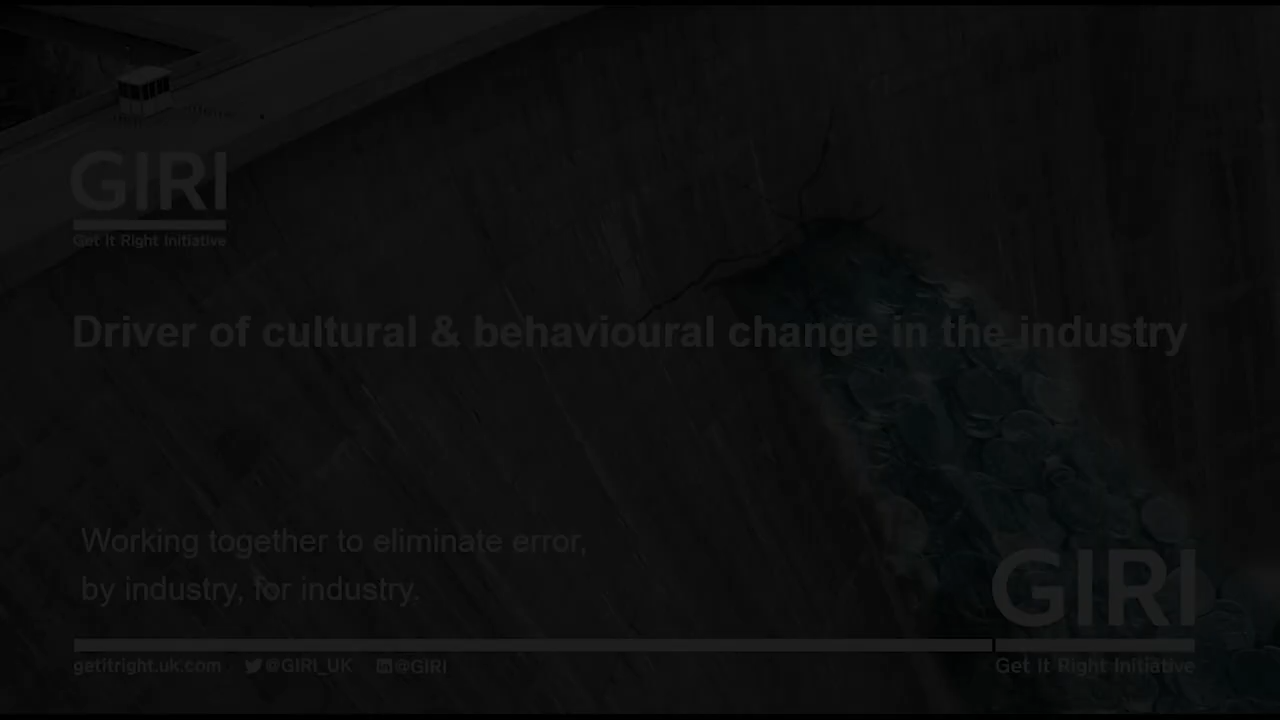 GIRI
Get It Right Initiative
Driver of cultural & behavioural change in the industry
Working together to eliminate error,
by industry, for industry.
GIRI
getitright.uk.com @GIRI_UK @GIRI
Get It Right Initiative